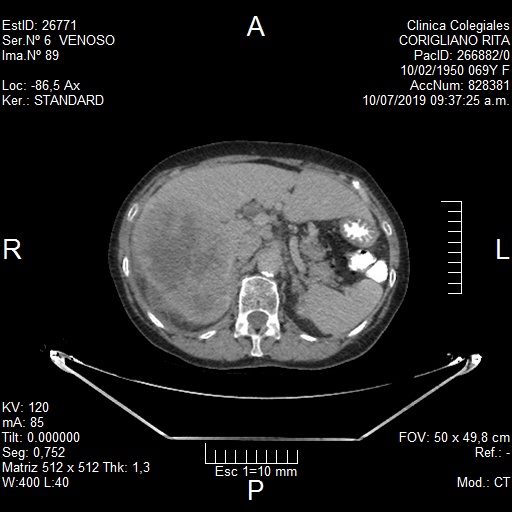 EstID: 26771
Ser.Nº 6 VENOSO
Ima.Nº 89
Loc: -86,5 Ax
Ker.: STANDARD
A
Clinica Colegiales
CORIGLIANO RITA
PacID: 266882/0
10/02/1950 069Y F
AccNum: 828381
10/07/2019 09:37:25 a.m.
R
L
KV: 120
mA: 85
Tilt: 0.000000
Seg: 0,752
Matriz 512 x 512 Thk: 1,3
W:400 L:40
Esc 1=10 mm
P
FOV: 50 x 49,8 cm
Ref.: -
Mod.: CT